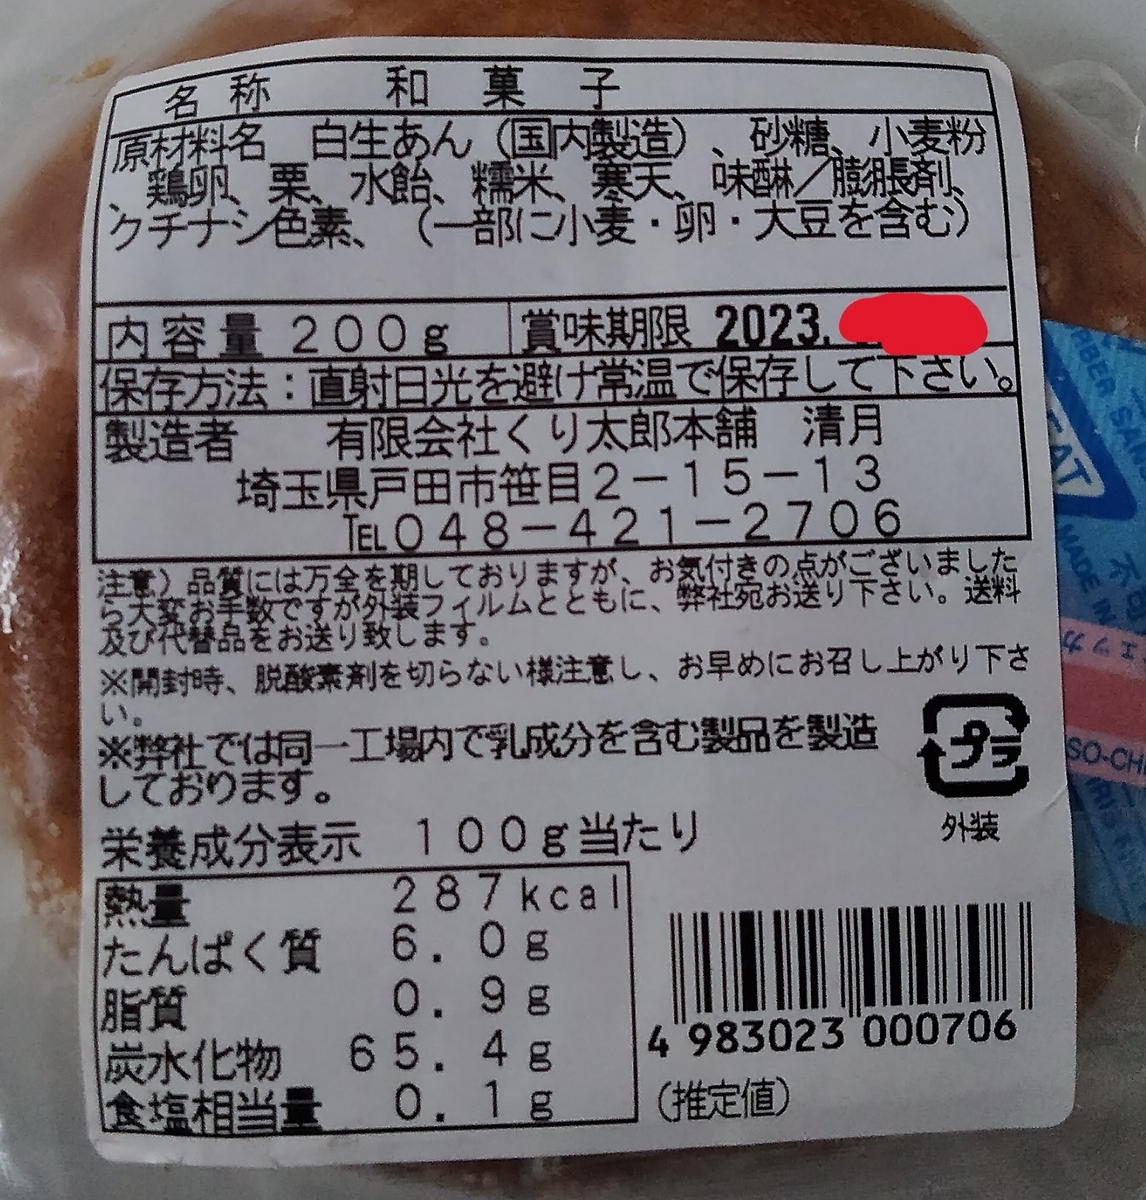 名称 和菓子
原材料名 白生あん(国内製造)、砂糖、小麦粉
、鶏卵、栗、水飴、糯米、寒天、味醂/膨脹剤、
クチナシ色素、(一部に小麦・卵・大豆を含む)
内容量 200g 賞味期限 2023.
保存方法:直射日光を避け常温で保存して下さい。
製造者 有限会社くり太郎本舗 清月
埼玉県戸田市笹目2-15-13
℡048-421-2706
注意)品質には万全を期しておりますが、お気付きの点がございました
ら大変お手数ですが外装フィルムとともに、弊社宛お送り下さい。送料
及び代替品をお送り致します。
※開封時、脱酸素剤を切らない様注意し、お早めにお召し上がり下さ
い。
※弊社では同一工場内で乳成分を含む製品を製造
しております。
プラ
外装
栄養成分表示 100g当たり
熱量 287kcal
たんぱく質 6.0g
脂質 0.9g
炭水化物 65.4g
食塩相当量 0.1g
4 983023 000706
(推定値)
EAT
MADE IN
SO-CH